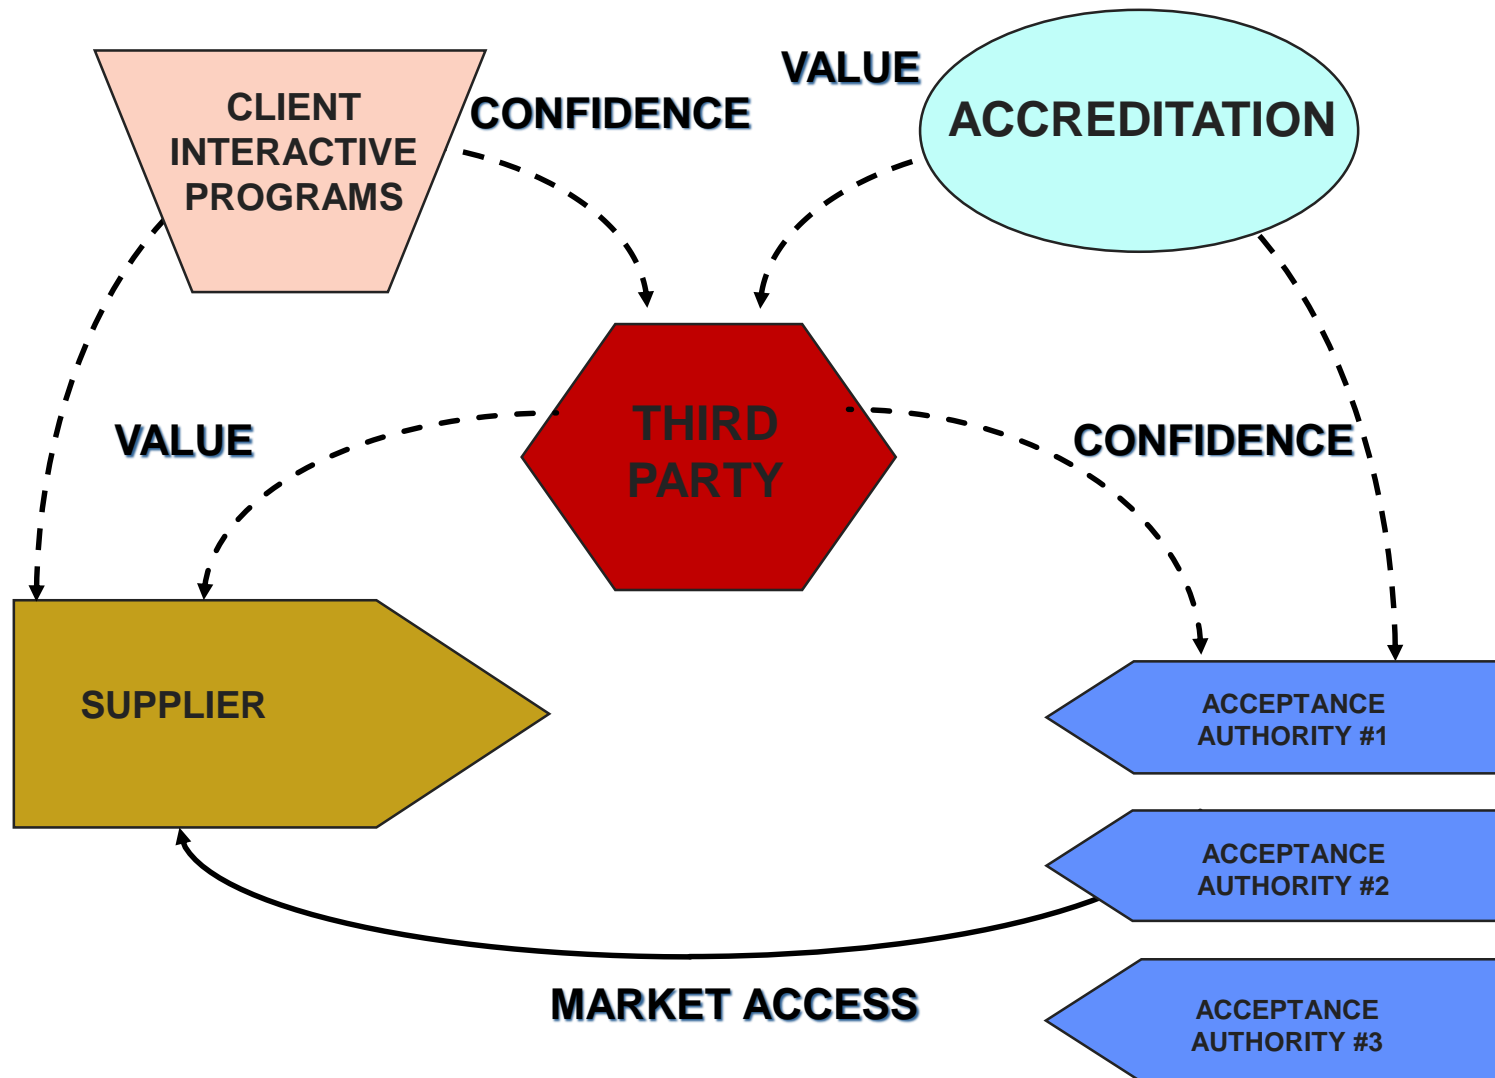 CLIENT
INTERACTIVE
PROGRAMS
CONFIDENCE
VALUE
ACCREDITATION
THIRD
PARTY
VALUE
CONFIDENCE
SUPPLIER
ACCEPTANCE
AUTHORITY #1
ACCEPTANCE
AUTHORITY #2
MARKET ACCESS
ACCEPTANCE
AUTHORITY #3